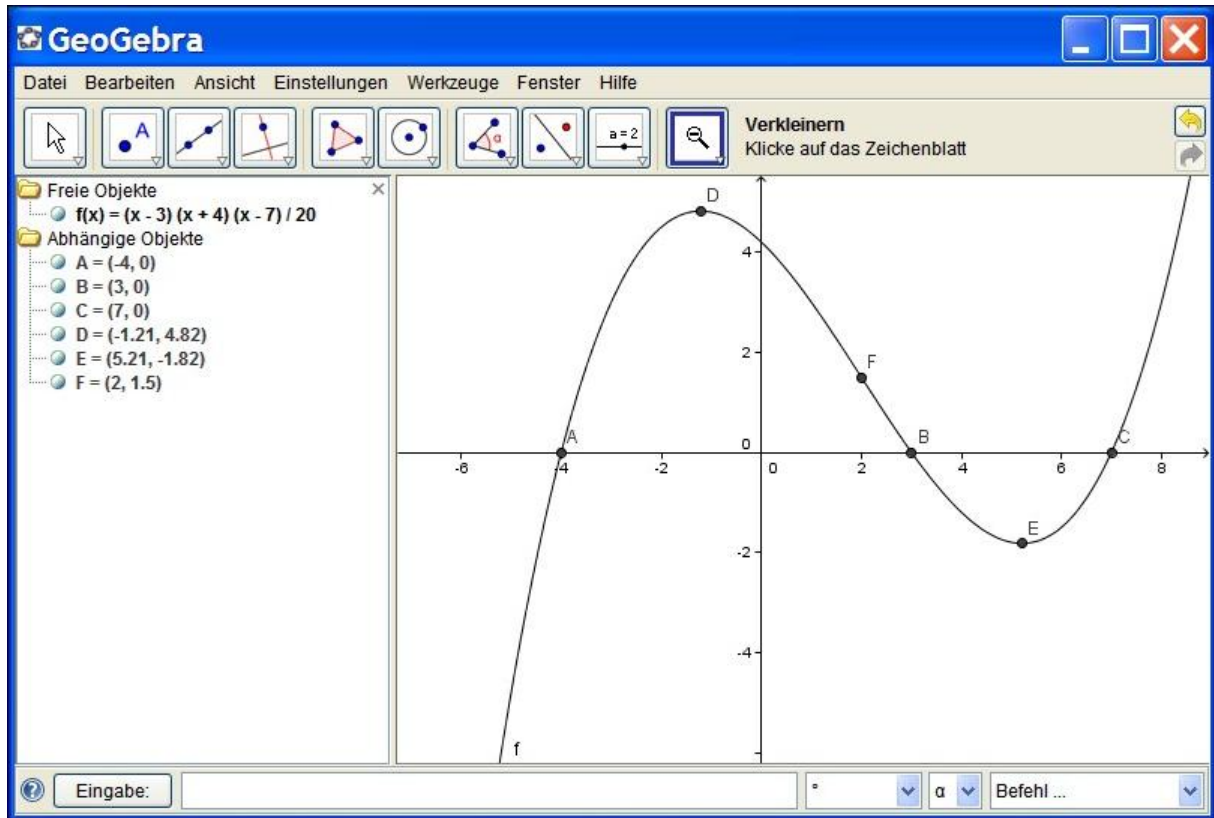 GeoGebra
Datei Bearbeiten Ansicht Einstellungen Werkzeuge Fenster Hilfe
A
α
a = 2
Verkleinern
Klicke auf das Zeichenblatt
Freie Objekte
f(x) = (x - 3) (x + 4) (x - 7) / 20
Abhängige Objekte
A = (-4, 0)
B = (3, 0)
C = (7, 0)
D = (-1.21, 4.82)
E = (5.21, -1.82)
F = (2, 1.5)
D
4
2
F
A
0
B
C
-6 -4 -2 0 2 4 6 8
E
-2
-4
f
Eingabe:
° α Befehl ...